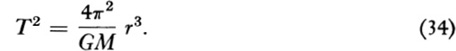 T² = 4π²/GM r³. (34)